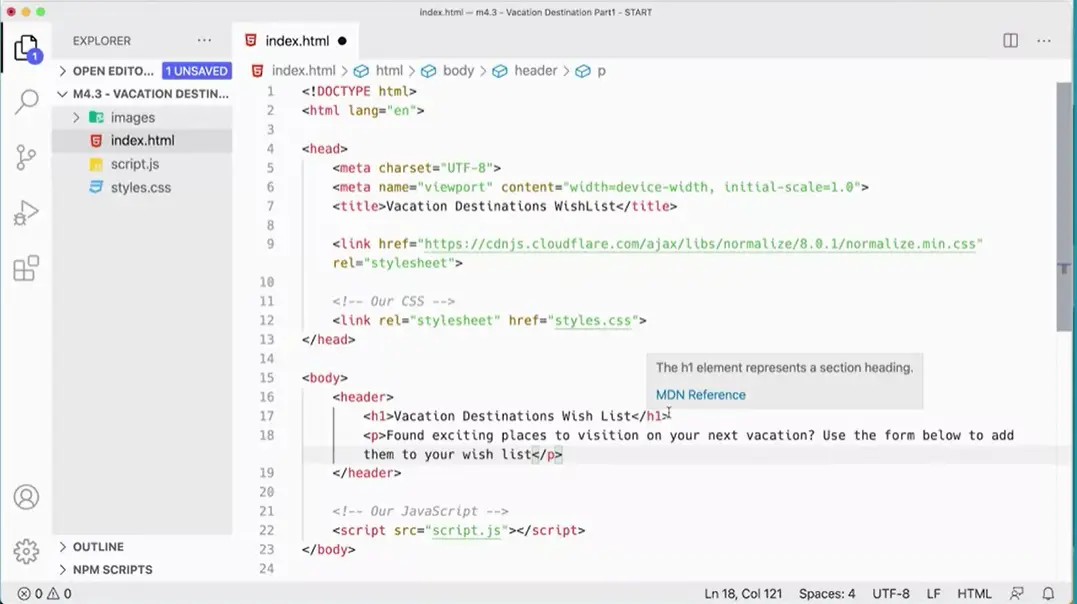 index.html — m4.3 - Vacation Destination Part1 - START
EXPLORER
index.html
OPEN EDITO... 1 UNSAVED
index.html > html > body > header > p
M4.3 - VACATION DESTIN...
images
index.html
script.js
styles.css
1 <!DOCTYPE html>
2 <html lang="en">
3
4 <head>
5 <meta charset="UTF-8">
6 <meta name="viewport" content="width=device-width, initial-scale=1.0">
7 <title>Vacation Destinations WishList</title>
8
9 <link href="https://cdnjs.cloudflare.com/ajax/libs/normalize/8.0.1/normalize.min.css"
rel="stylesheet">
10
11 <!-- Our CSS -->
12 <link rel="stylesheet" href="styles.css">
13 </head>
14
The h1 element represents a section heading.
MDN Reference
15 <body>
16 <header>
17 <h1>Vacation Destinations Wish List</h1>
18 <p>Found exciting places to visition on your next vacation? Use the form below to add
them to your wish list</p>
19 </header>
20
21 <!-- Our JavaScript -->
22 <script src="script.js"></script>
23 </body>
24
1
OUTLINE
NPM SCRIPTS
0 0
Ln 18, Col 121 Spaces: 4 UTF-8 LF HTML